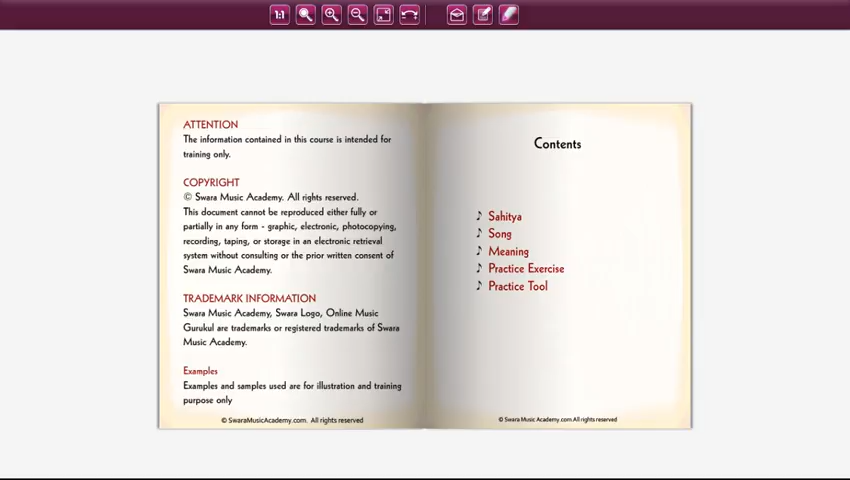 1:1
ATTENTION
The information contained in this course is intended for
training only.
COPYRIGHT
© Swara Music Academy. All rights reserved.
This document cannot be reproduced either fully or
partially in any form - graphic, electronic, photocopying,
recording, taping, or storage in an electronic retrieval
system without consulting or the prior written consent of
Swara Music Academy.
TRADEMARK INFORMATION
Swara Music Academy, Swara Logo, Online Music
Gurukul are trademarks or registered trademarks of Swara
Music Academy.
Examples
Examples and samples used are for illustration and training
purpose only
© SwaraMusicAcademy.com. All rights reserved
Contents
♪ Sahitya
♪ Song
♪ Meaning
♪ Practice Exercise
♪ Practice Tool
© SwaraMusicAcademy.com All rights reserved